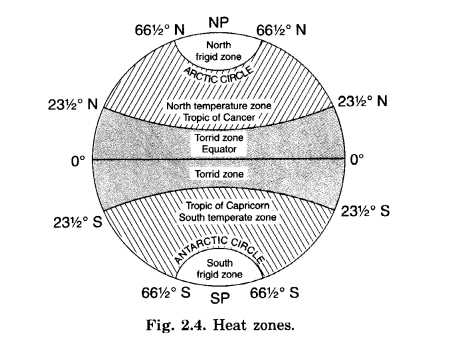 NP
66½° N 66½° N
North
frigid zone
ARCTIC CIRCLE
23½° N 23½° N
North temperature zone
Tropic of Cancer
Torrid zone
Equator
0° 0°
Torrid zone
Tropic of Capricorn
South temperate zone
23½° S 23½° S
ANTARCTIC CIRCLE
South
frigid zone
66½° S 66½° S
SP
Fig. 2.4. Heat zones.